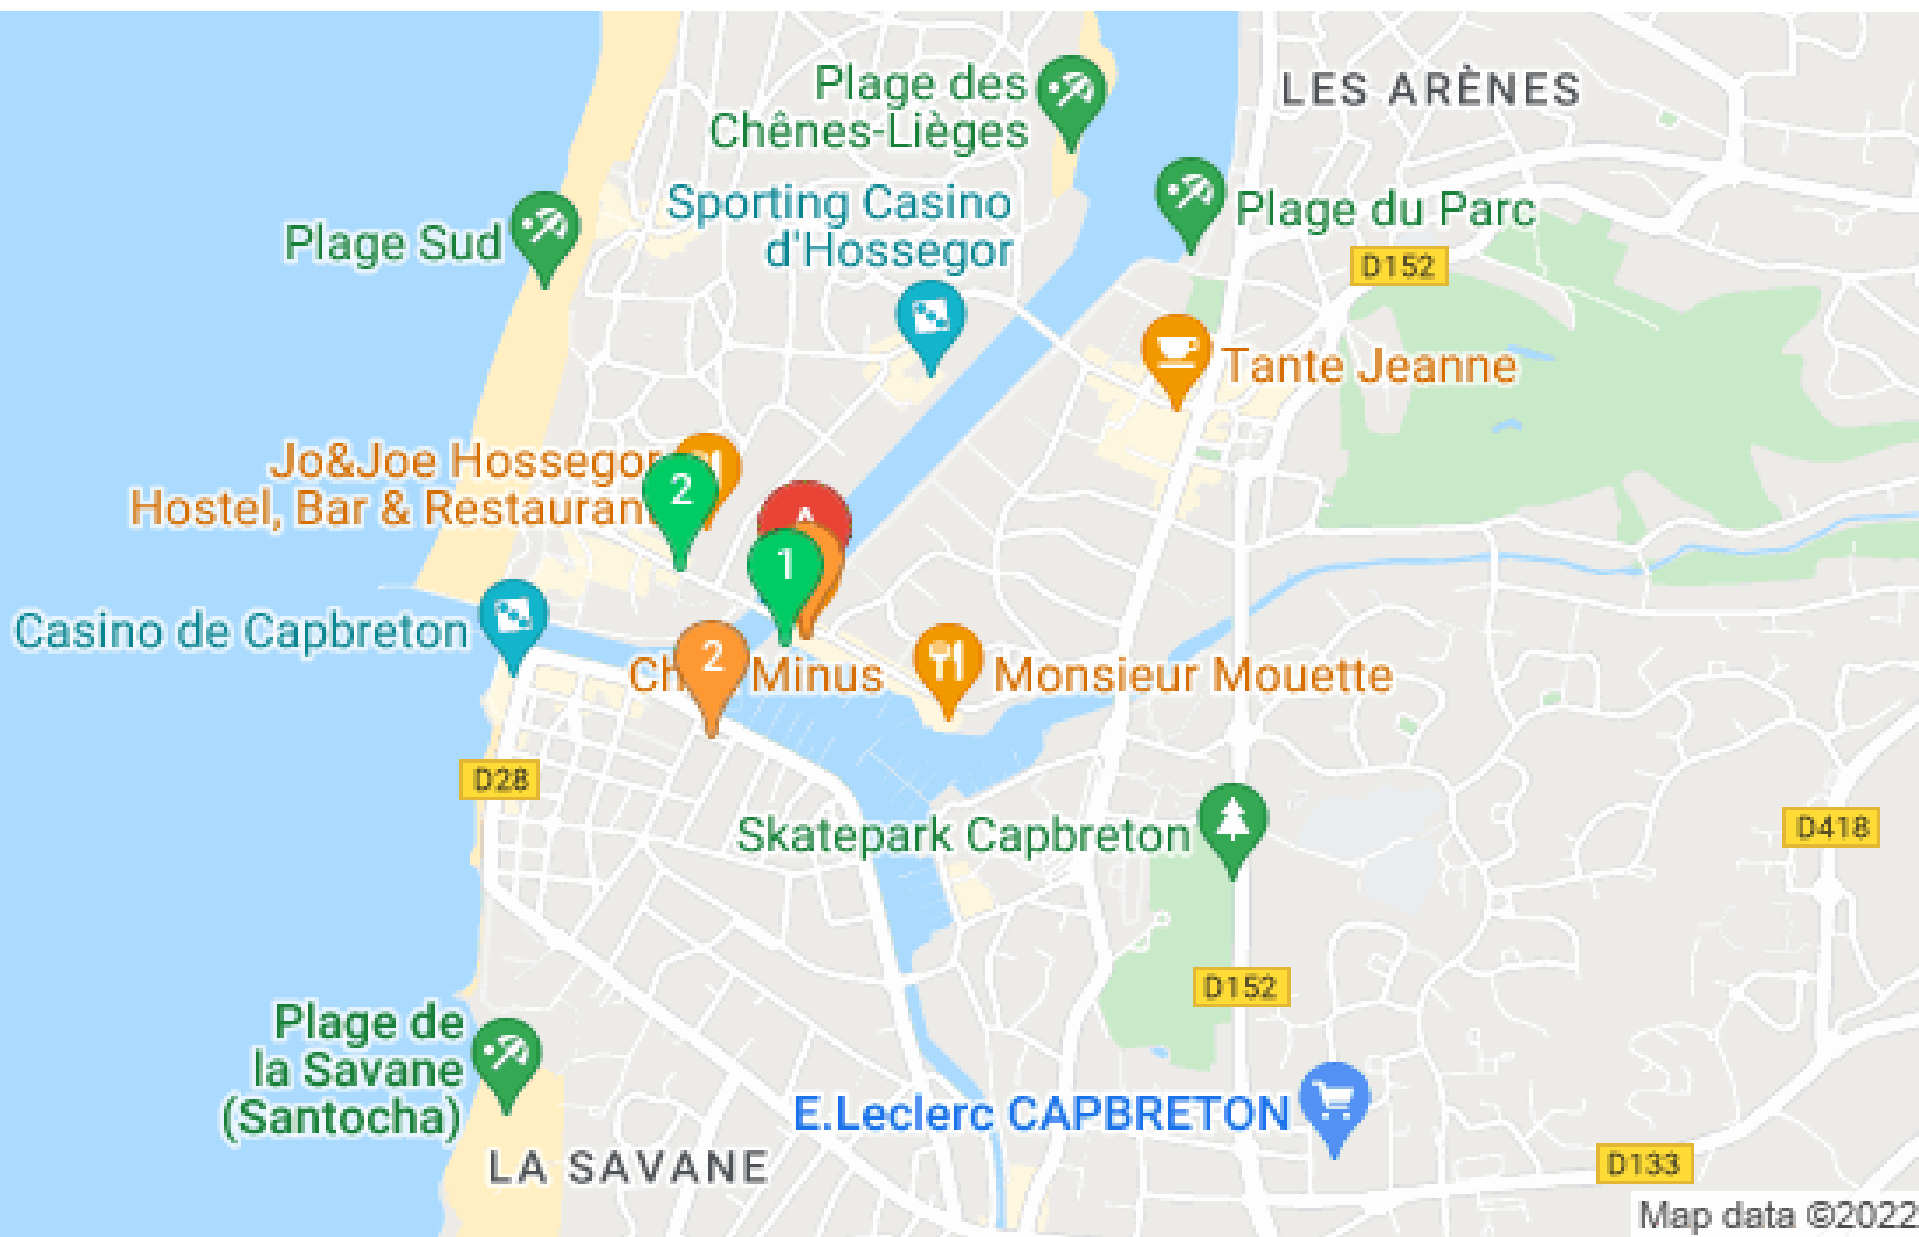 Plage des
Chênes-Lièges
LES ARÈNES
Sporting Casino
d'Hossegor
Plage du Parc
Plage Sud
D152
Tante Jeanne
Jo&Joe Hossegor
Hostel, Bar & Restauran
2
A
1
Casino de Capbreton
2
Minus
Monsieur Mouette
D28
Skatepark Capbreton
D418
D152
Plage de
la Savane
(Santocha)
E.Leclerc CAPBRETON
LA SAVANE
D133
Map data ©2022